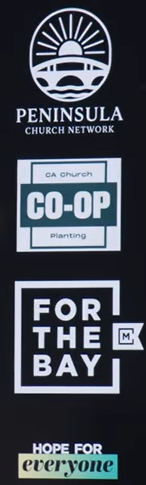 PENINSULA
CHURCH NETWORK
CA Church
CO-OP
Planting
FOR
THE
BAY
M
HOPE FOR
everyone